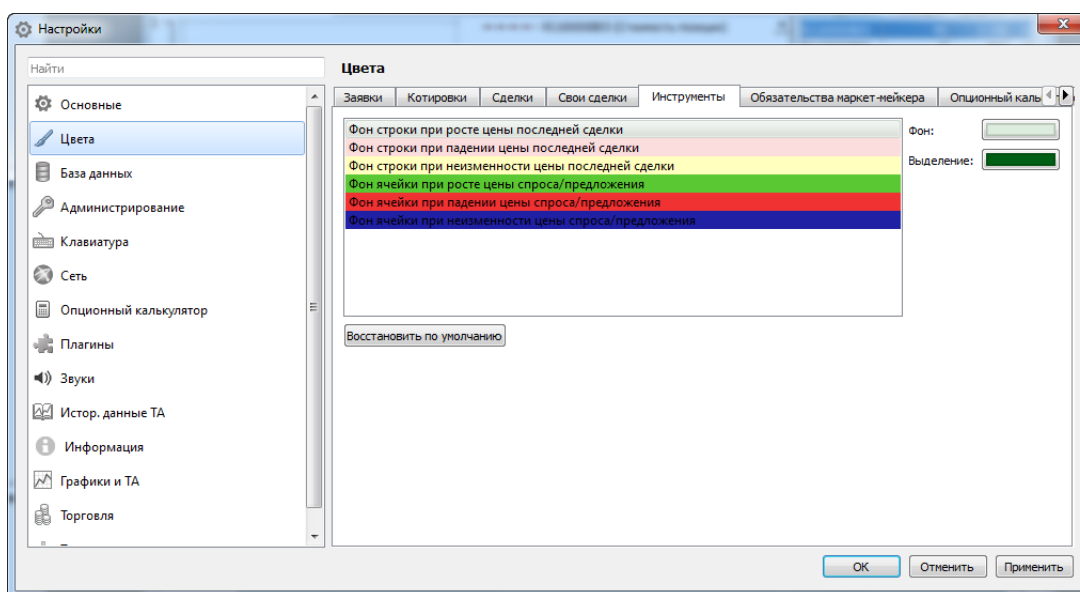 Настройки
Найти
Основные
Цвета
База данных
Администрирование
Клавиатура
Сеть
Опционный калькулятор
Плагины
Звуки
Истор. данные ТА
Информация
Графики и ТА
Торговля
Цвета
Заявки Котировки Сделки Свои сделки Инструменты Обязательства маркет-мейкера Опционный каль
Фон строки при росте цены последней сделки
Фон строки при падении цены последней сделки
Фон строки при неизменности цены последней сделки
Фон ячейки при росте цены спроса/предложения
Фон ячейки при падении цены спроса/предложения
Фон ячейки при неизменности цены спроса/предложения
Фон:
Выделение:
Восстановить по умолчанию
OK Отменить Применить